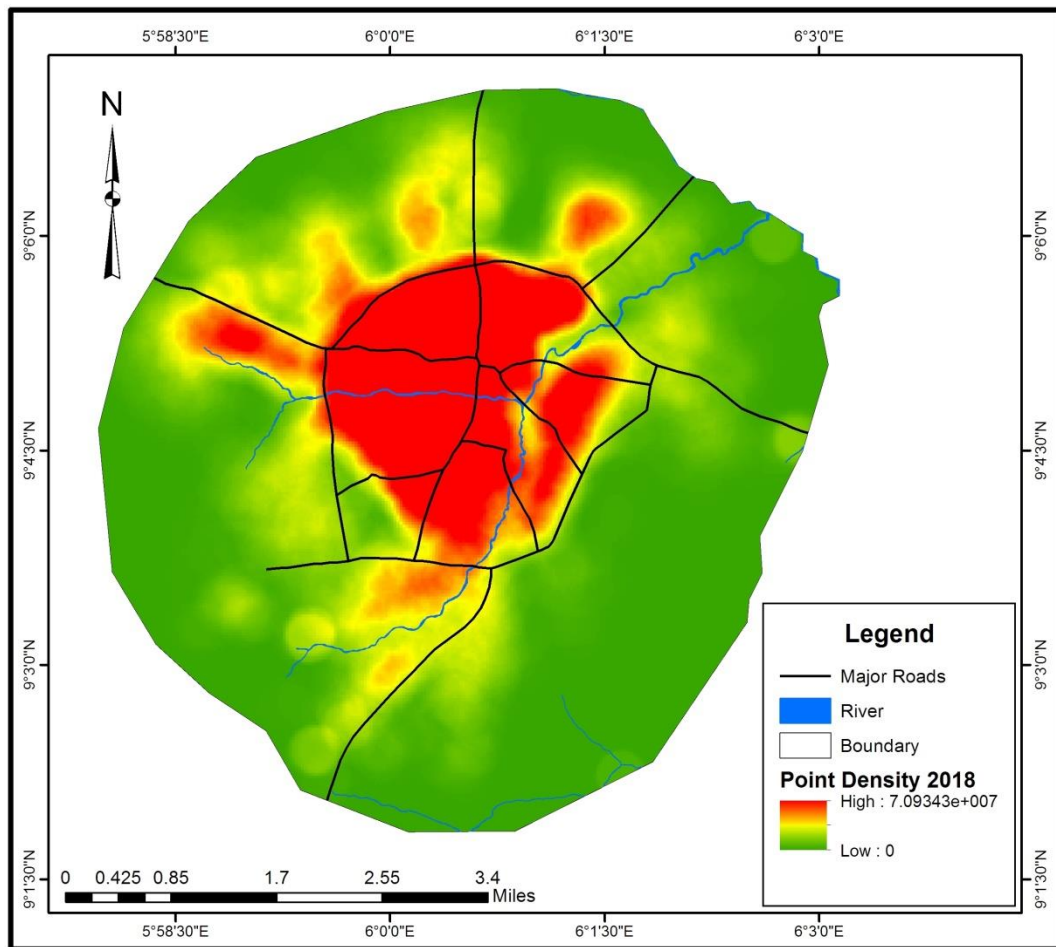 5°58'30"E 6°0'0"E 6°1'30"E 6°3'0"E
N
9°6'0"N 9°6'0"N
9°4'30"N 9°4'30"N
9°3'0"N 9°3'0"N
9°1'30"N 9°1'30"N
Legend
Major Roads
River
Boundary
Point Density 2018
High : 7.09343e+007
Low : 0
0 0.425 0.85 1.7 2.55 3.4
Miles
5°58'30"E 6°0'0"E 6°1'30"E 6°3'0"E